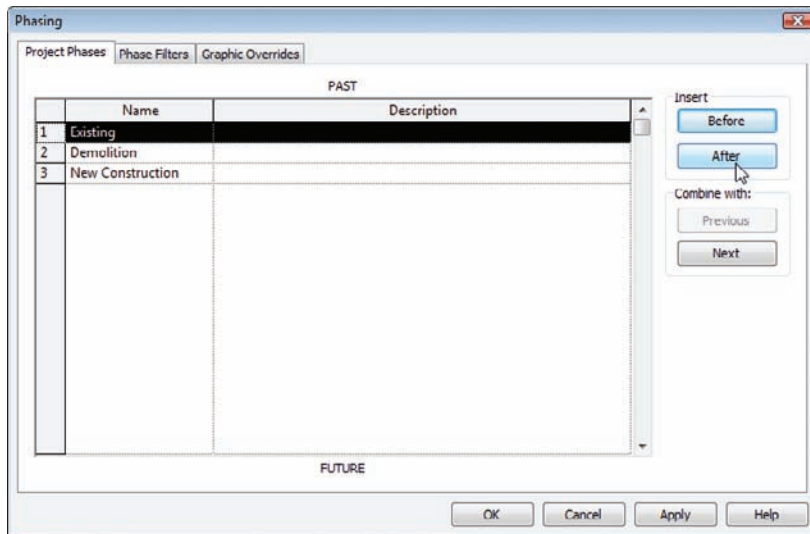 Phasing
Project Phases Phase Filters Graphic Overrides
PAST
Name Description
1 Existing
2 Demolition
3 New Construction
FUTURE
Insert
Before
After
Combine with:
Previous
Next
OK Cancel Apply Help